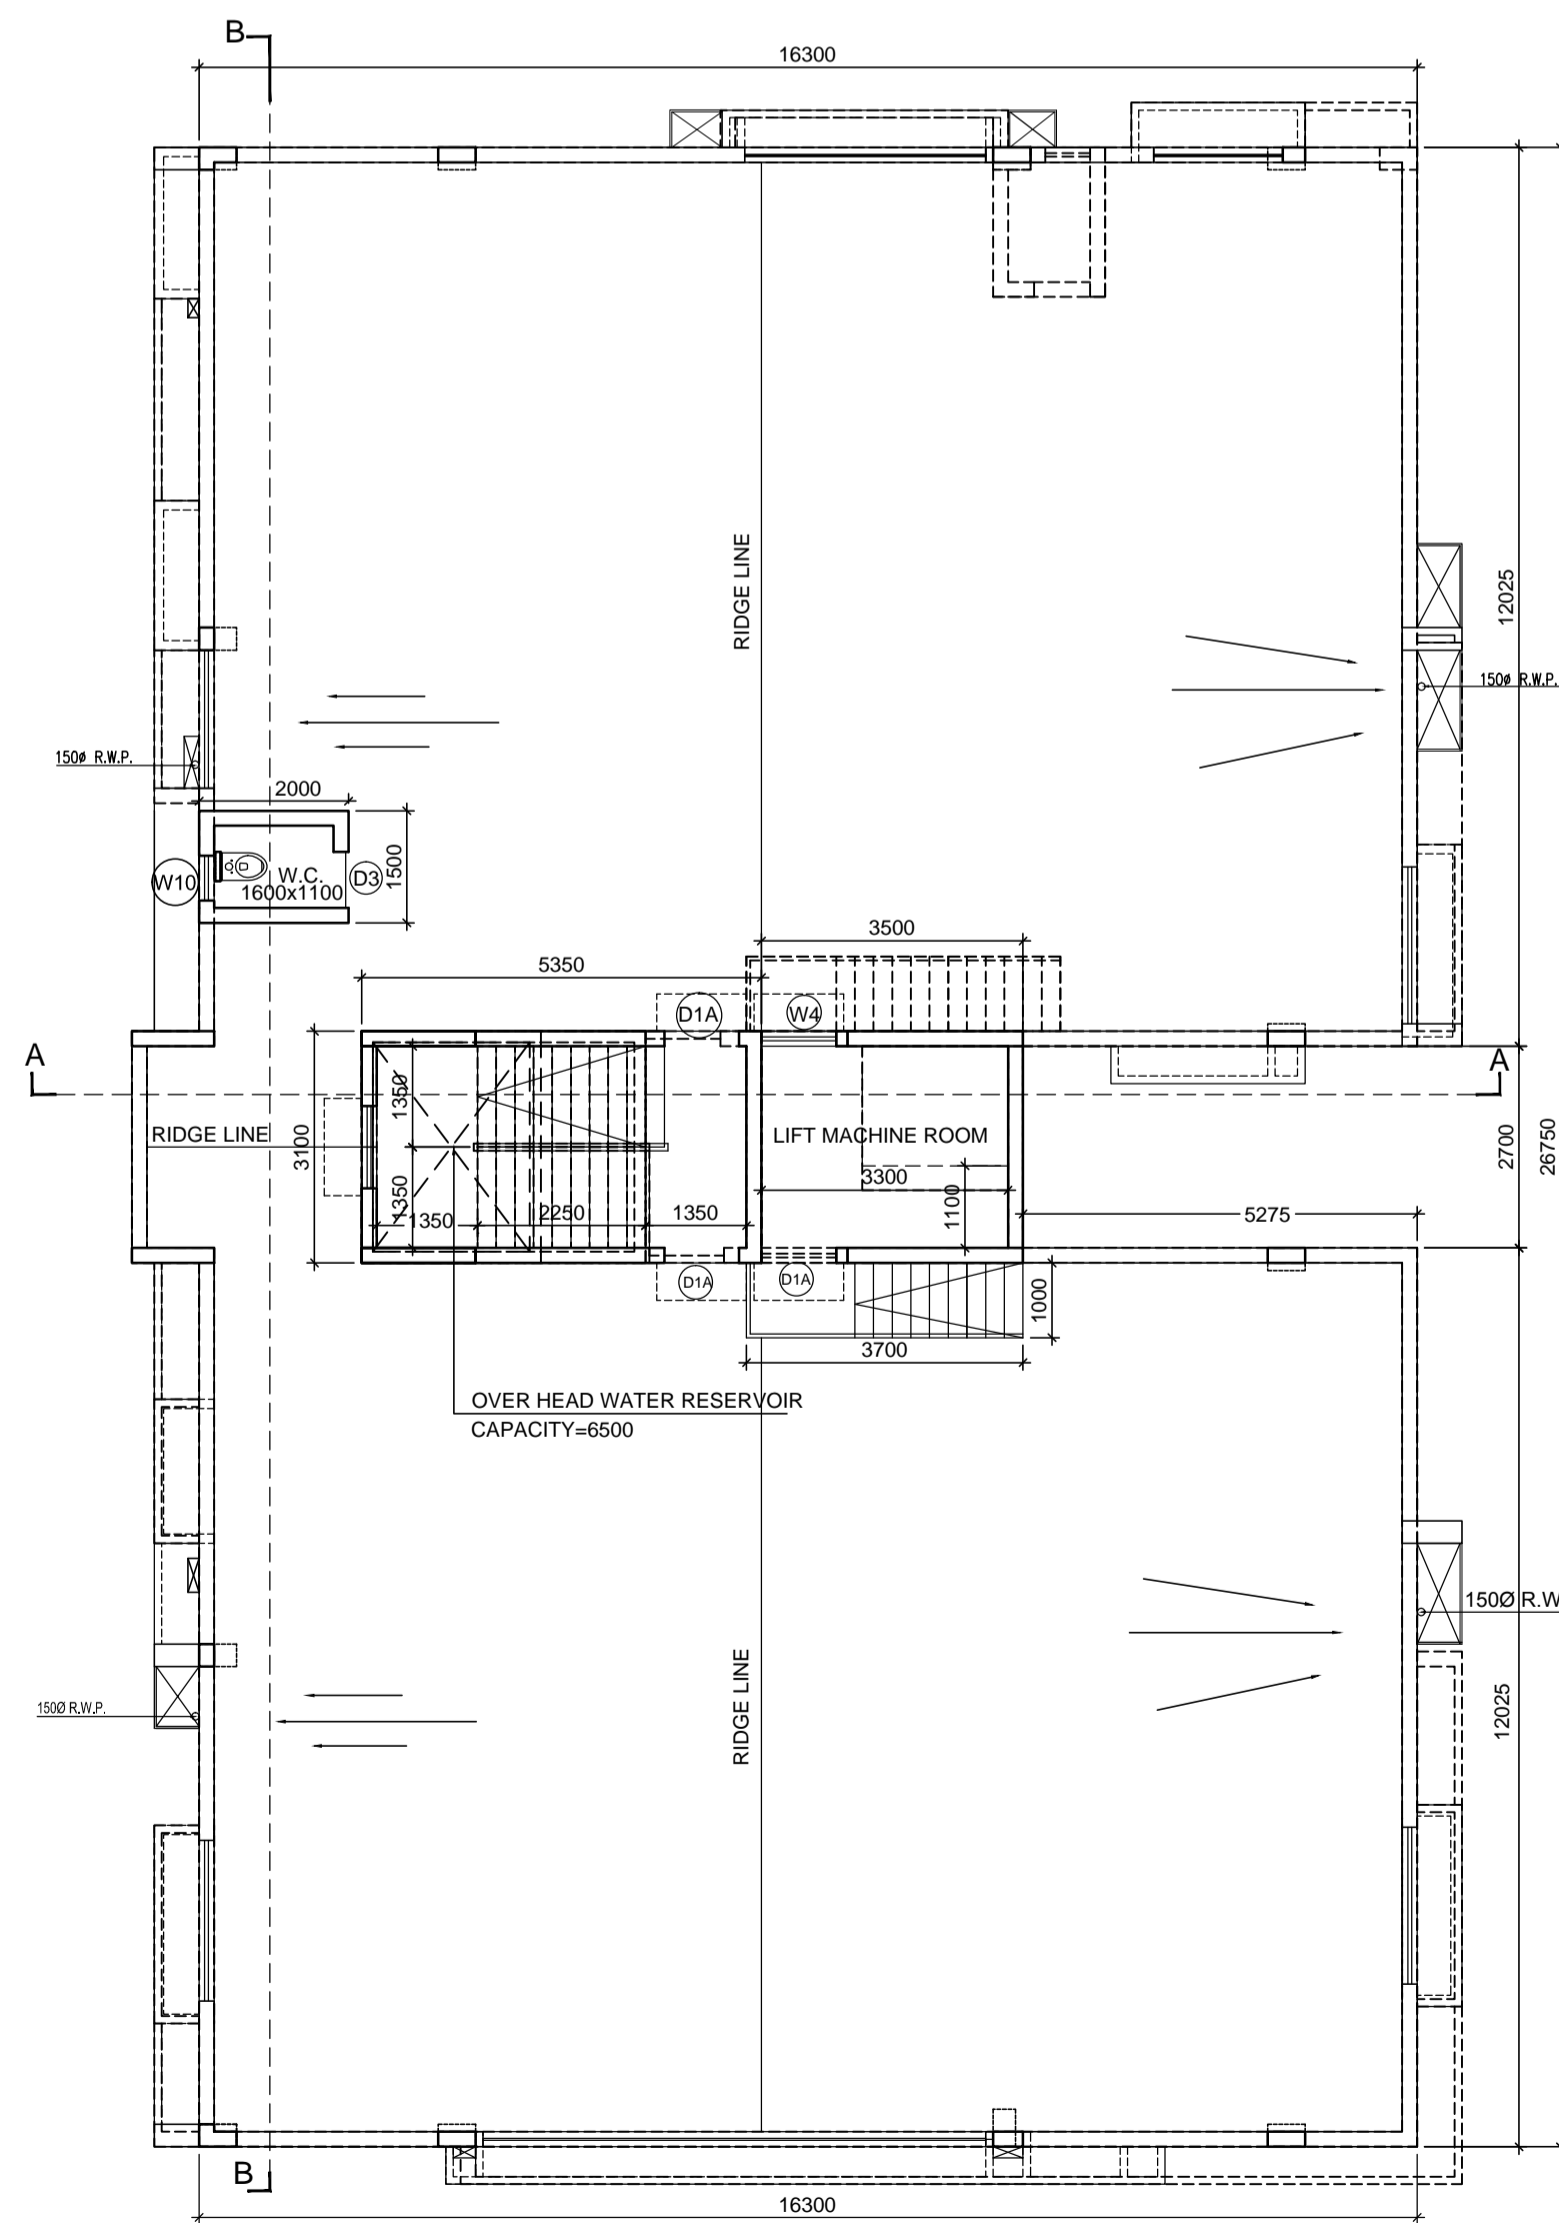 B
16300
RIDGE LINE
12025
150ø R.W.P.
150ø R.W.P.
2000
W10
W.C.
1600x1100
D3
1500
3500
5350
D1A
W4
A
A
RIDGE LINE
3100
1350
1350
LIFT MACHINE ROOM
3300
2700
26750
1350
2250
1350
1100
5275
D1A
D1A
1000
3700
OVER HEAD WATER RESERVOIR
CAPACITY=6500
150Ø R.W
RIDGE LINE
12025
150Ø R.W.P.
B
16300